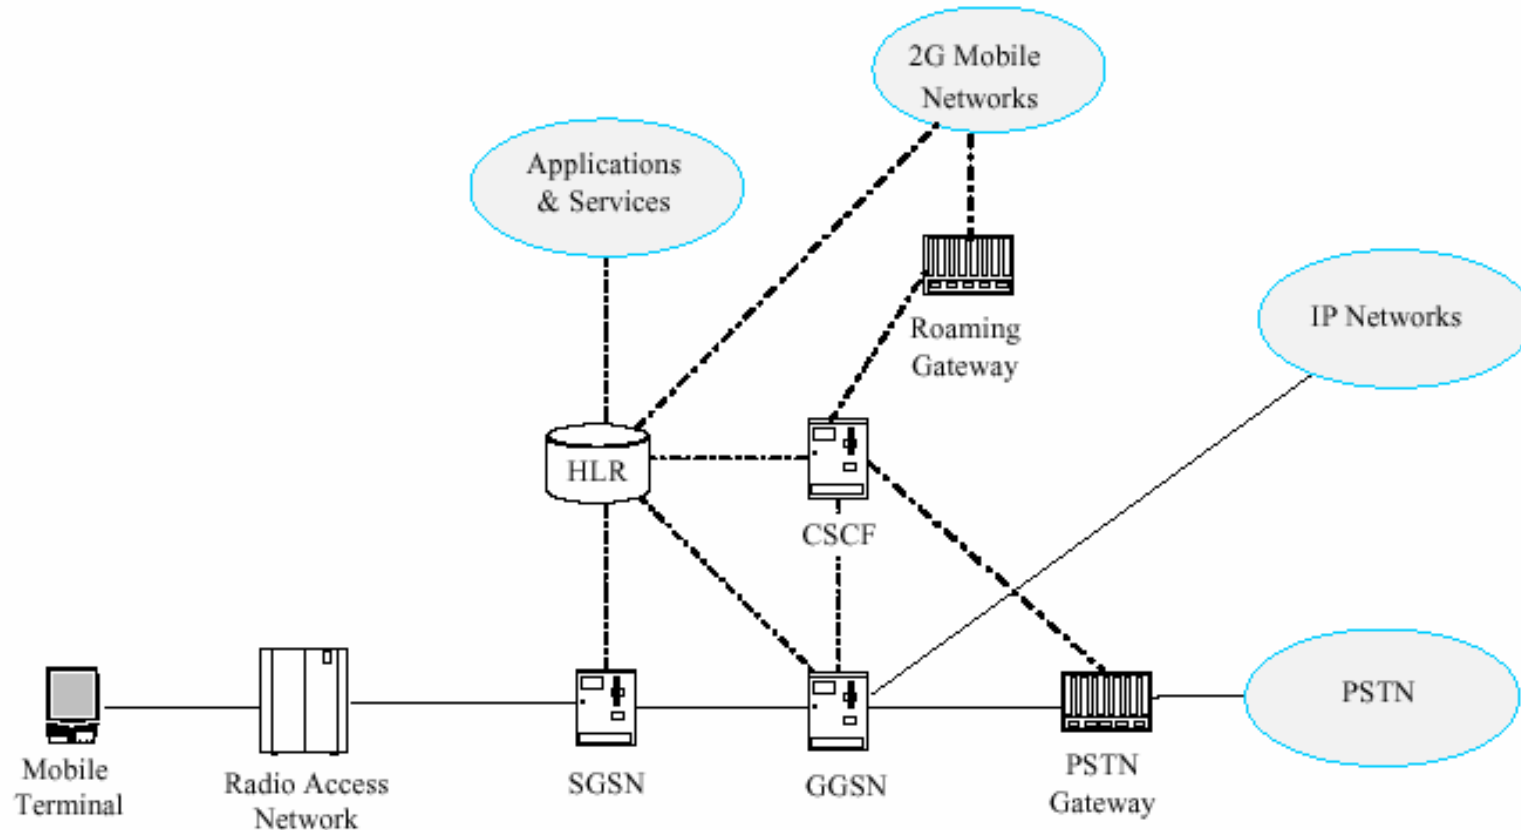 2G Mobile
Networks
Applications
& Services
IP Networks
Roaming
Gateway
HLR
CSCF
PSTN
Mobile
Terminal
Radio Access
Network
SGSN
GGSN
PSTN
Gateway